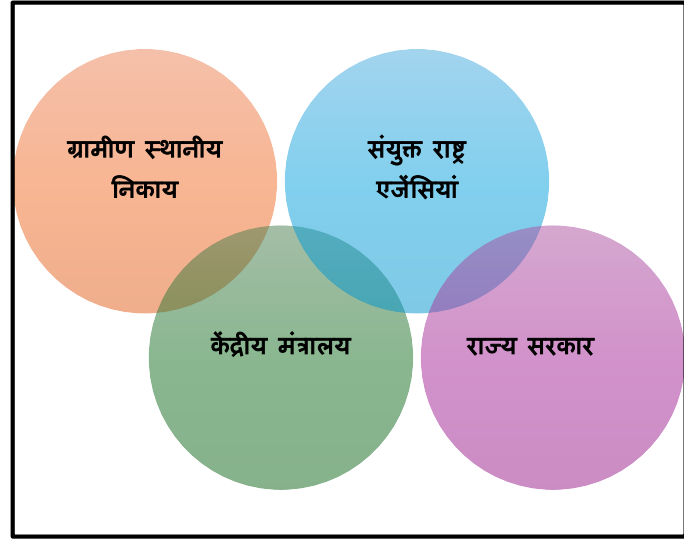 ग्रामीण स्थानीय
निकाय
संयुक्त राष्ट्र
एजेंसियां
केंद्रीय मंत्रालय
राज्य सरकार